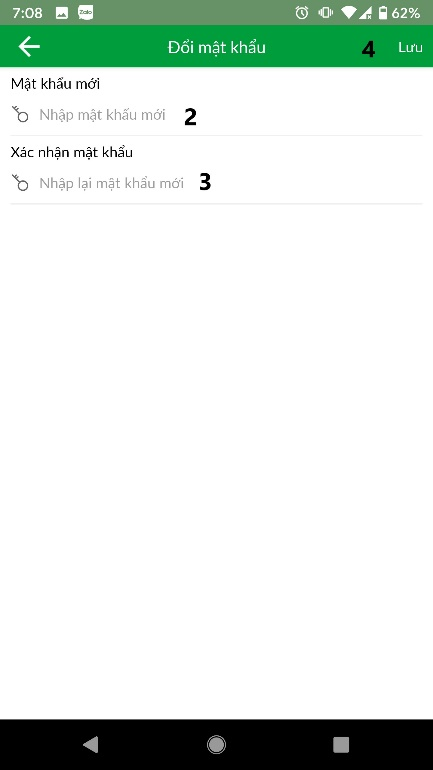 7:08 Zalo 62%
Đổi mật khẩu 4 Lưu
Mật khẩu mới
Nhập mật khẩu mới 2
Xác nhận mật khẩu
Nhập lại mật khẩu mới 3